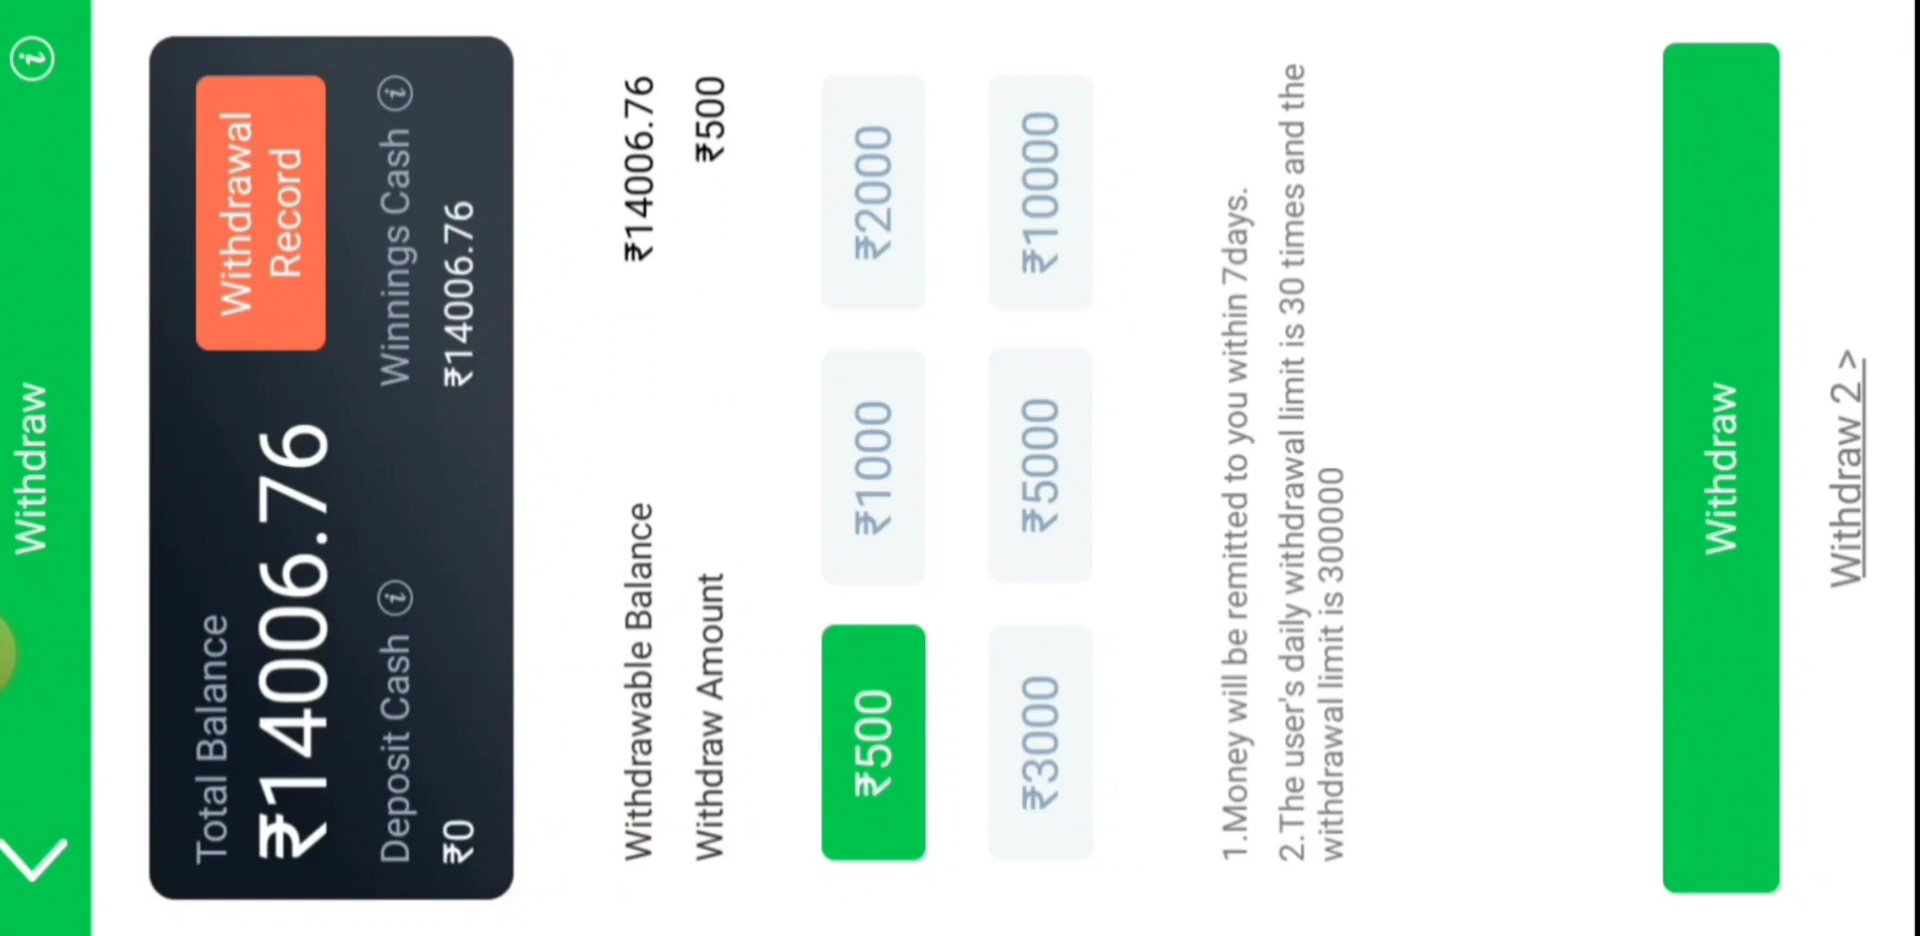 Withdraw
Total Balance
₹14006.76
Withdrawal
Record
Deposit Cash
₹0
Winnings Cash
₹14006.76
Withdrawable Balance ₹14006.76
Withdraw Amount ₹500
₹500 ₹1000 ₹2000
₹3000 ₹5000 ₹10000
1.Money will be remitted to you within 7days.
2.The user's daily withdrawal limit is 30 times and the
withdrawal limit is 300000
Withdraw
Withdraw 2 >